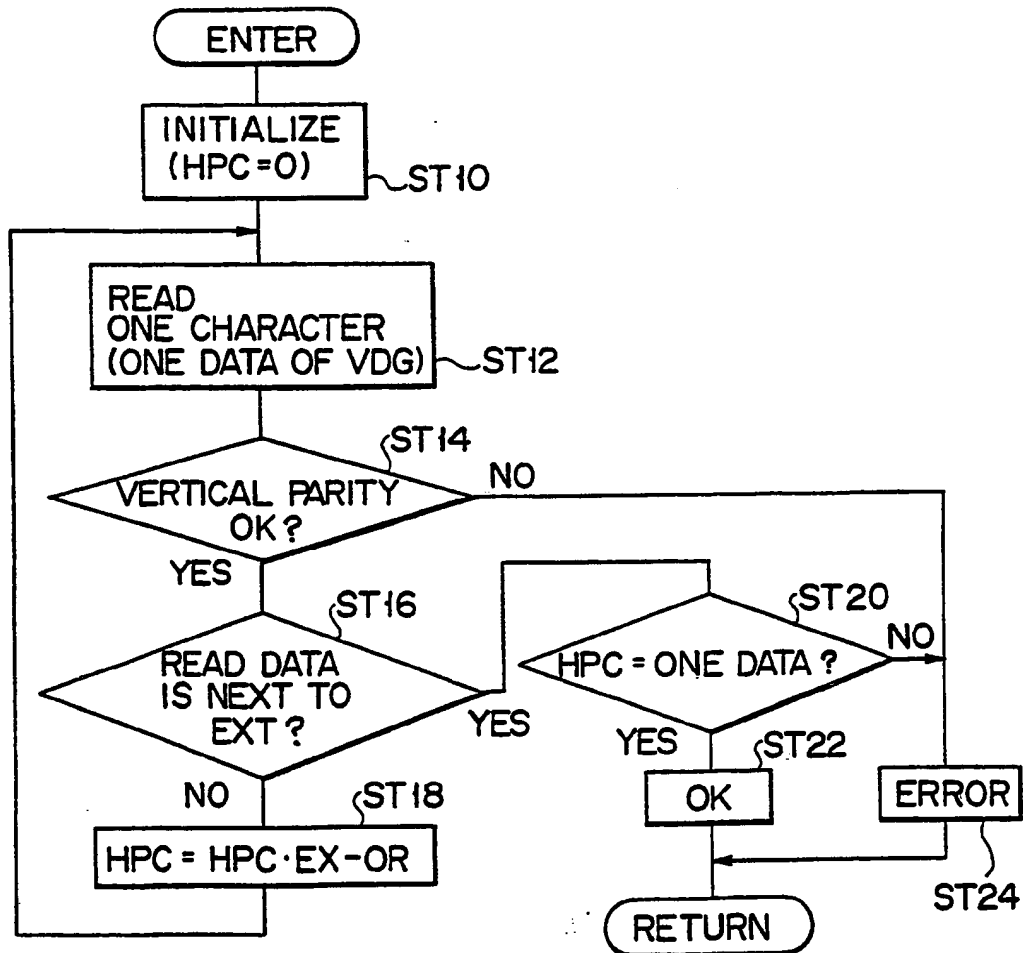 ENTER
INITIALIZE
(HPC=0)
ST10
READ
ONE CHARACTER
(ONE DATA OF VDG)
ST12
ST14
VERTICAL PARITY
OK?
NO
YES
ST16
READ DATA
IS NEXT TO
EXT?
YES
NO
ST18
HPC = HPC·EX-OR
ST20
HPC = ONE DATA?
NO
YES
ST22
OK
ERROR
ST24
RETURN